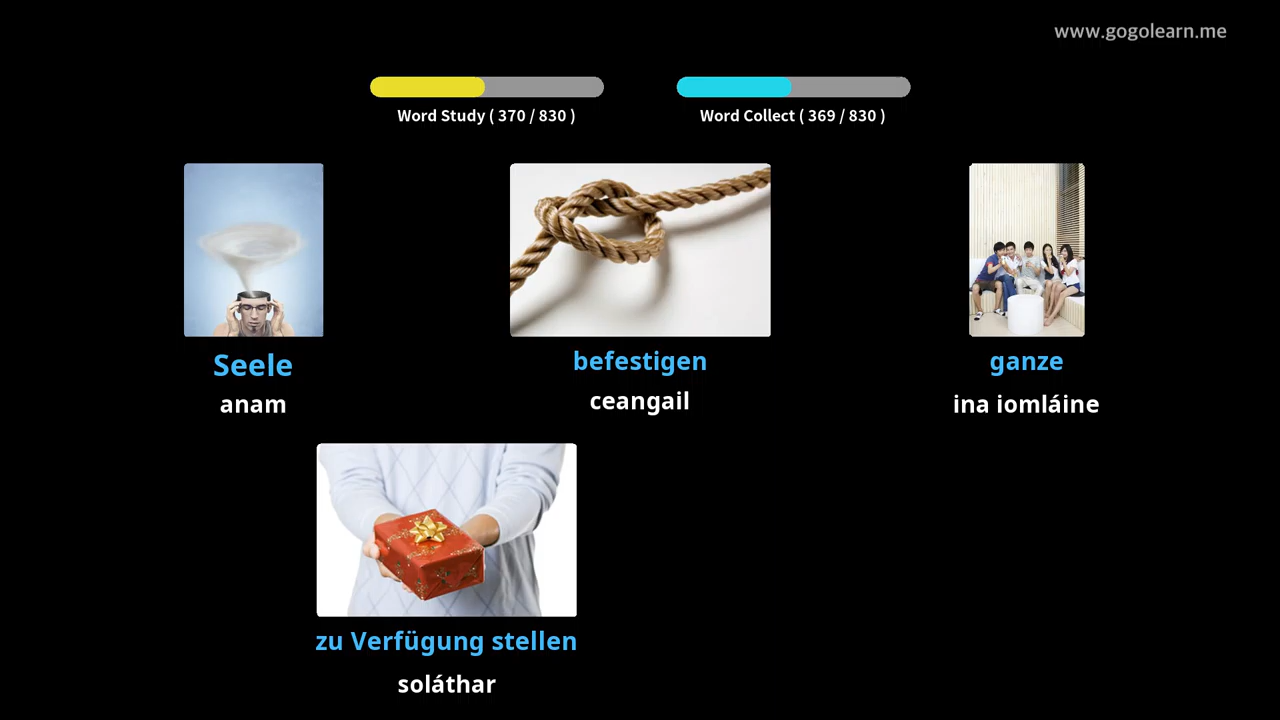 www.gogolearn.me
Word Study ( 370 / 830 )
Word Collect ( 369 / 830 )
Seele
anam
befestigen
ceangail
ganze
ina iomláine
zu Verfügung stellen
soláthar